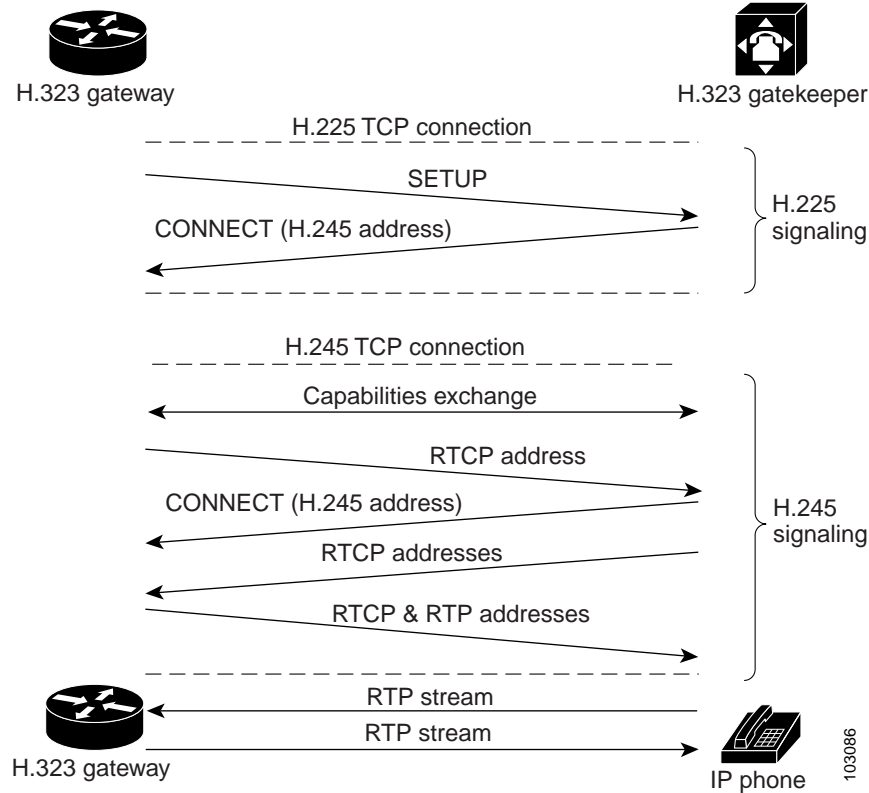 H.323 gateway
H.323 gatekeeper
H.225 TCP connection
SETUP
CONNECT (H.245 address)
H.225
signaling
H.245 TCP connection
Capabilities exchange
RTCP address
CONNECT (H.245 address)
RTCP addresses
RTCP & RTP addresses
H.245
signaling
RTP stream
RTP stream
H.323 gateway
IP phone
103086